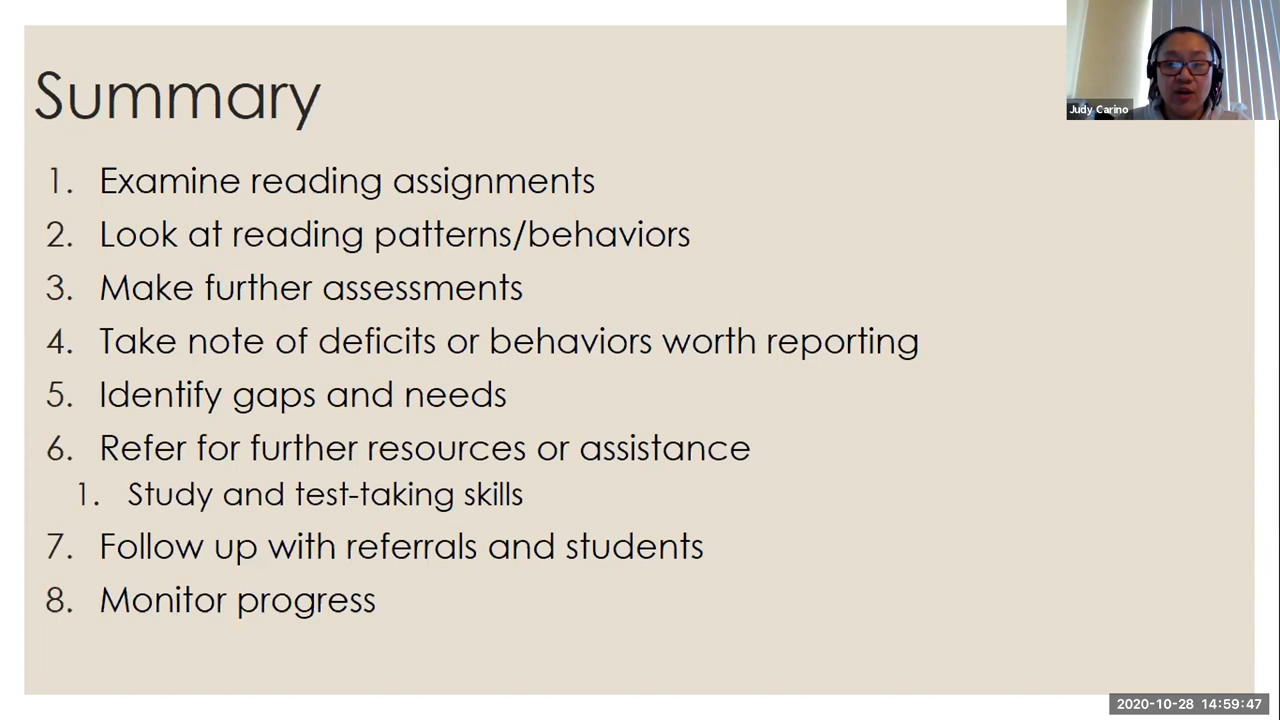 Summary
Judy Carino
1. Examine reading assignments
2. Look at reading patterns/behaviors
3. Make further assessments
4. Take note of deficits or behaviors worth reporting
5. Identify gaps and needs
6. Refer for further resources or assistance
1. Study and test-taking skills
7. Follow up with referrals and students
8. Monitor progress
2020-10-28 14:59:47